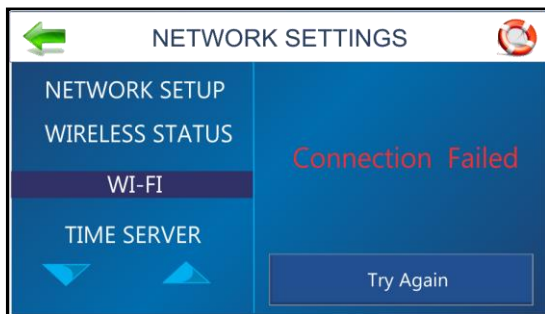 NETWORK SETTINGS
NETWORK SETUP
WIRELESS STATUS
WI-FI
TIME SERVER
Connection Failed
Try Again